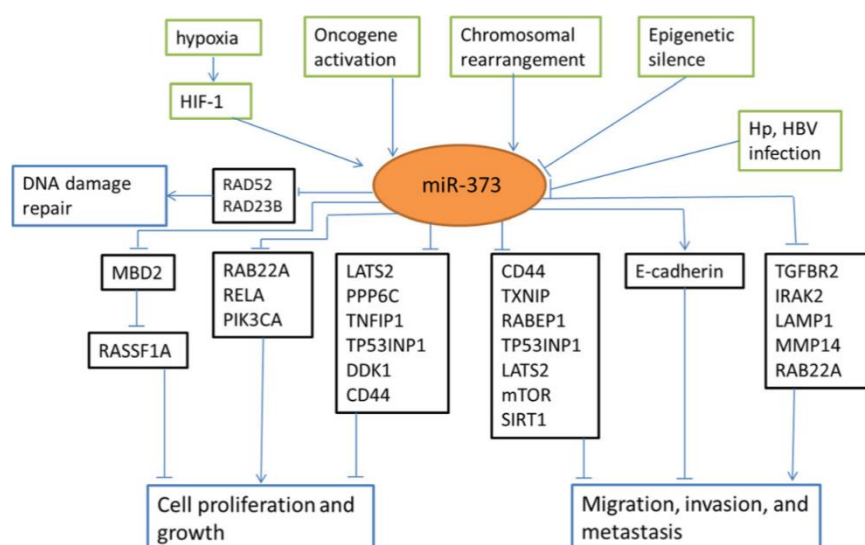 hypoxia
HIF-1
Oncogene
activation
Chromosomal
rearrangement
Epigenetic
silence
Hp, HBV
infection
miR-373
DNA damage
repair
RAD52
RAD23B
MBD2
RASSF1A
RAB22A
RELA
PIK3CA
LATS2
PPP6C
TNFIP1
TP53INP1
DDK1
CD44
CD44
TXNIP
RABEP1
TP53INP1
LATS2
mTOR
SIRT1
E-cadherin
TGFBR2
IRAK2
LAMP1
MMP14
RAB22A
Cell proliferation and
growth
Migration, invasion, and
metastasis